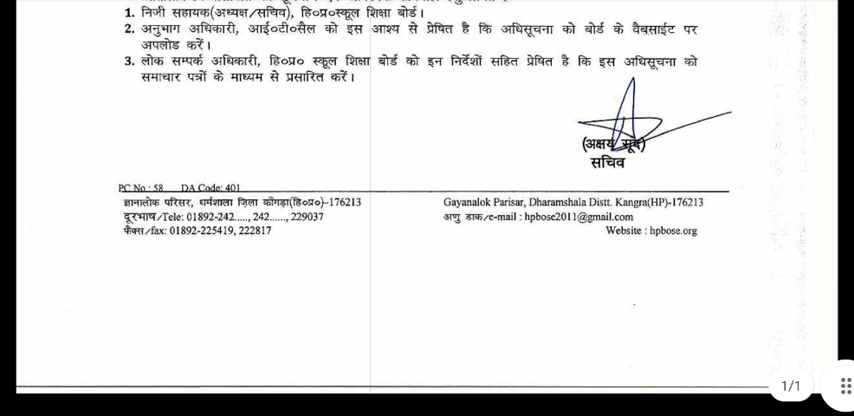 1. निजी सहायक(अध्यक्ष/सचिव), हि०प्र०स्कूल शिक्षा बोर्ड।
2. अनुभाग अधिकारी, आई०टी०सैल को इस आश्य से प्रेषित है कि अधिसूचना को बोर्ड के वैबसाईट पर
अपलोड करें।
3. लोक सम्पर्क अधिकारी, हि०प्र० स्कूल शिक्षा बोर्ड को इन निर्देशों सहित प्रेषित है कि इस अधिसूचना को
समाचार पत्रों के माध्यम से प्रसारित करें।
(अक्षय सूद)
सचिव
PC No : 58 DA Code: 401
ज्ञानालोक परिसर, धर्मशाला ज़िला काँगड़ा(हि०प्र०)–176213
Gayanalok Parisar, Dharamshala Distt. Kangra(HP)-176213
दूरभाष/Tele: 01892-242....., 242......, 229037
अणु डाक/e-mail : hpbose2011@gmail.com
फैक्स/fax: 01892-225419, 222817
Website : hpbose.org
1/1